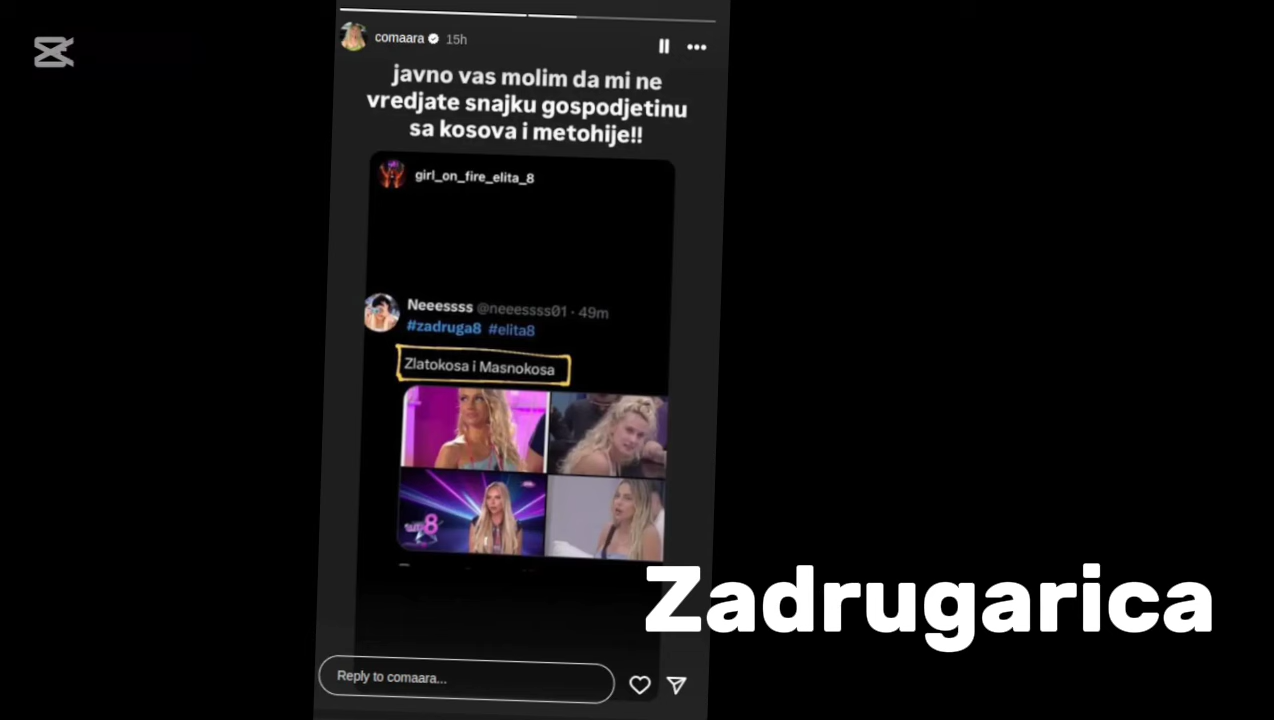 comaara 15h
javno vas molim da mi ne
vredjate snajku gospodjetinu
sa kosova i metohije!!
girl_on_fire_elita_8
Neeessss @neeessss01 · 49m
#zadruga8 #elita8
Zlatokosa i Masnokosa
8
Zadrugarica
Reply to comaara...